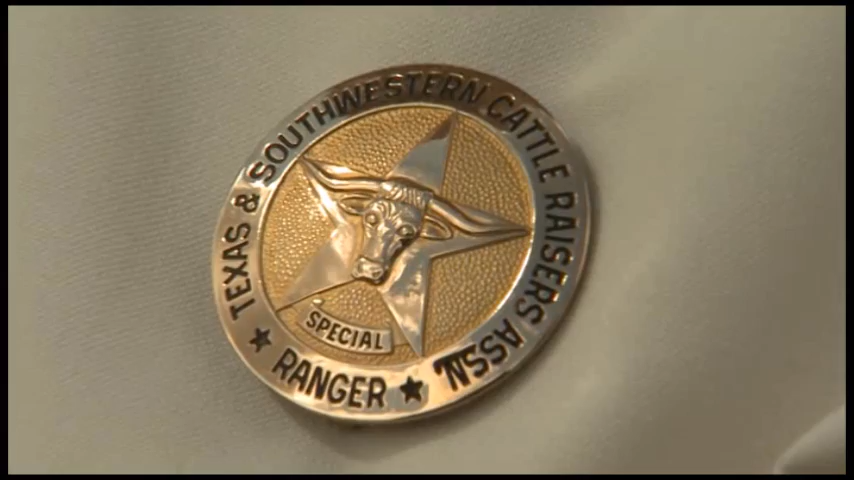 TEXAS & SOUTHWESTERN CATTLE RAISERS ASSN
SPECIAL
RANGER